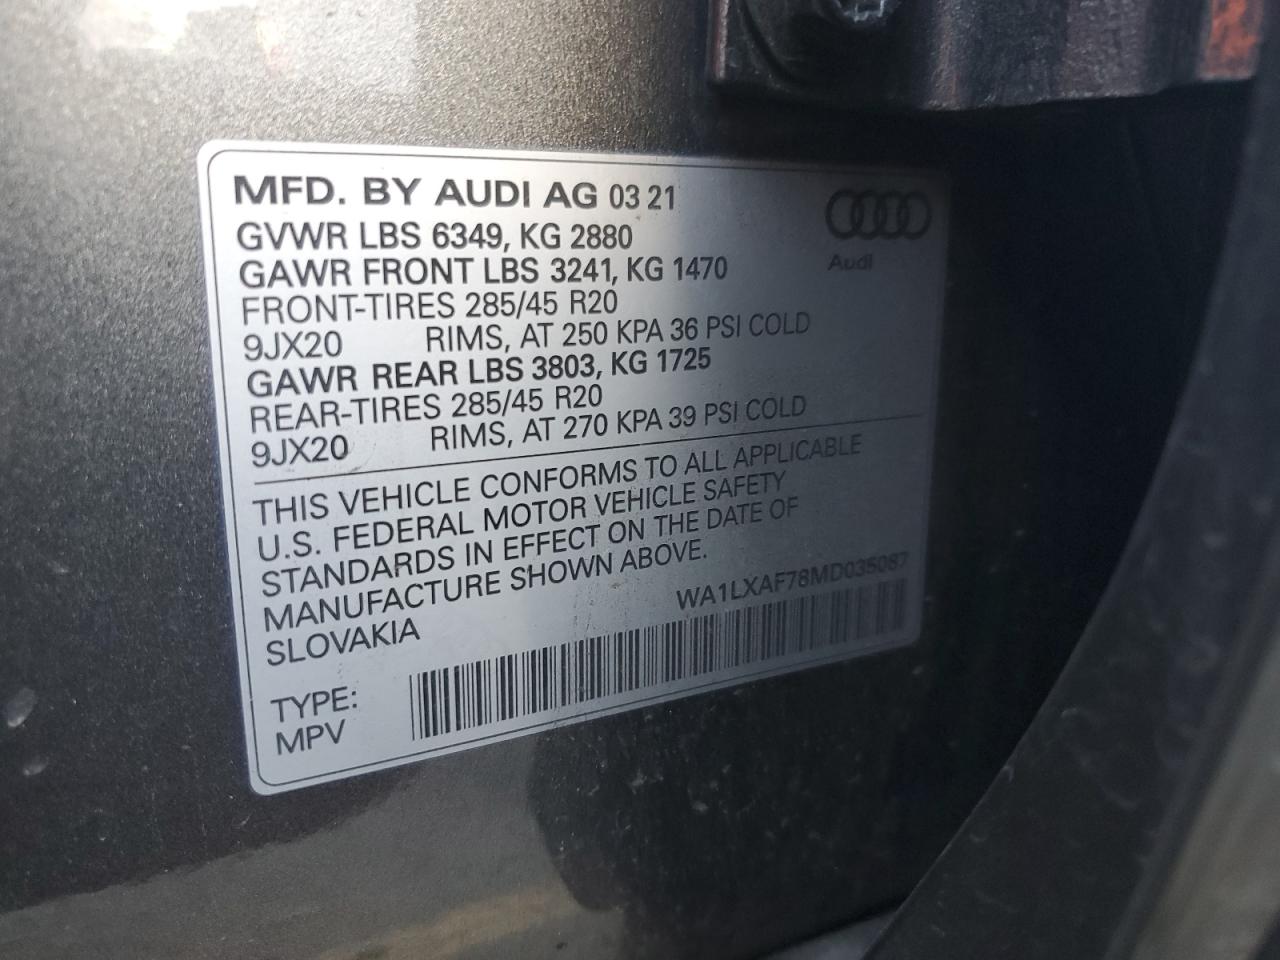 MFD. BY AUDI AG 03 21
GVWR LBS 6349, KG 2880
GAWR FRONT LBS 3241, KG 1470
FRONT-TIRES 285/45 R20
9JX20 RIMS, AT 250 KPA 36 PSI COLD
GAWR REAR LBS 3803, KG 1725
REAR-TIRES 285/45 R20
9JX20 RIMS, AT 270 KPA 39 PSI COLD
Audi
THIS VEHICLE CONFORMS TO ALL APPLICABLE
U.S. FEDERAL MOTOR VEHICLE SAFETY
STANDARDS IN EFFECT ON THE DATE OF
MANUFACTURE SHOWN ABOVE.
SLOVAKIA
WA1LXAF78MD035087
TYPE:
MPV